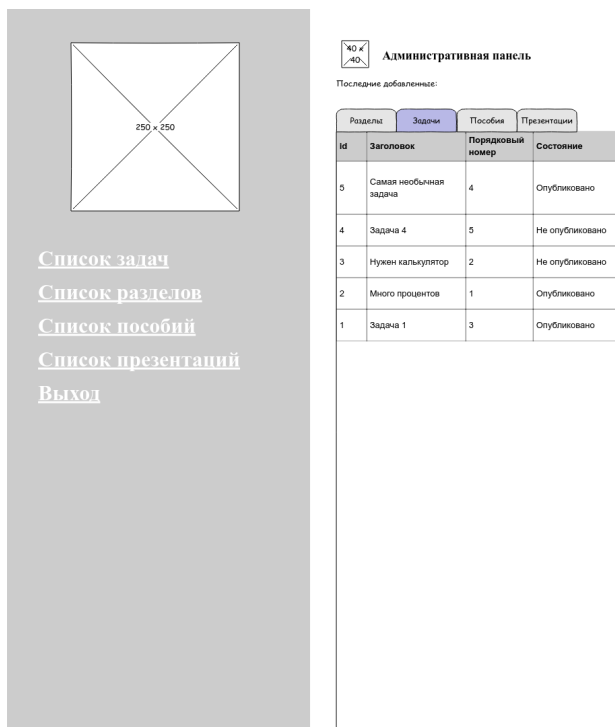 250 x 250
Список задач
Список разделов
Список пособий
Список презентаций
Выход
40 x
40
Административная панель
Последние добавленные:
Разделы Задачи Пособия Презентации
id Заголовок Порядковый номер Состояние
5 Самая необычная задача 4 Опубликовано
4 Задача 4 5 Не опубликовано
3 Нужен калькулятор 2 Не опубликовано
2 Много процентов 1 Опубликовано
1 Задача 1 3 Опубликовано